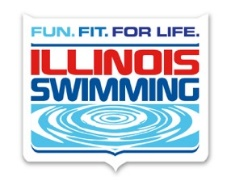 FUN. FIT. FOR LIFE.
ILLINOIS
SWIMMING